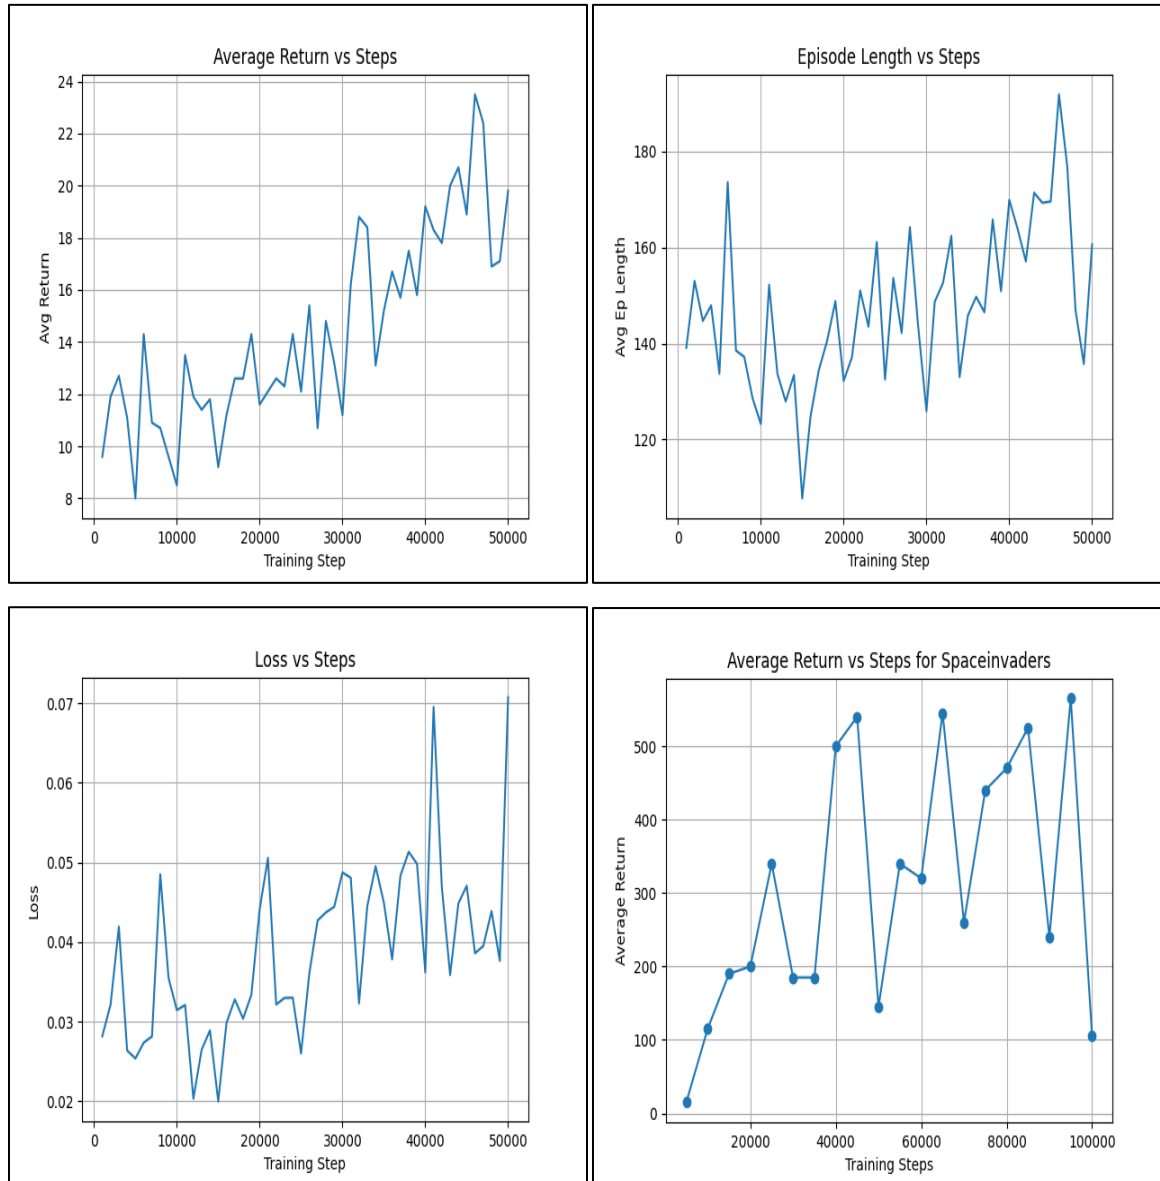 Average Return vs Steps
24
22
20
18
16
14
12
10
8
Avg Return
0 10000 20000 30000 40000 50000
Training Step
Episode Length vs Steps
180
160
140
120
Avg Ep Length
0 10000 20000 30000 40000 50000
Training Step
Loss vs Steps
0.07
0.06
0.05
0.04
0.03
0.02
Loss
0 10000 20000 30000 40000 50000
Training Step
Average Return vs Steps for Spaceinvaders
500
400
300
200
100
0
Average Return
20000 40000 60000 80000 100000
Training Steps